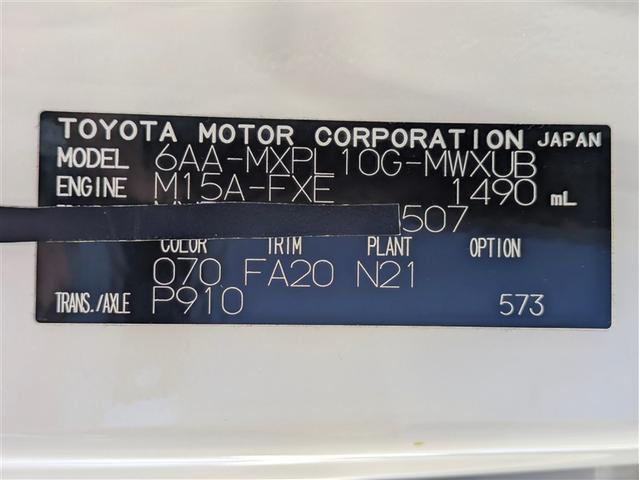 TOYOTA MOTOR CORPORATION JAPAN
MODEL 6AA-MXPL10G-MWXUB
ENGINE M15A-FXE 1490 mL
507
COLOR TRIM PLANT OPTION
070 FA20 N21
TRANS./AXLE P910 573